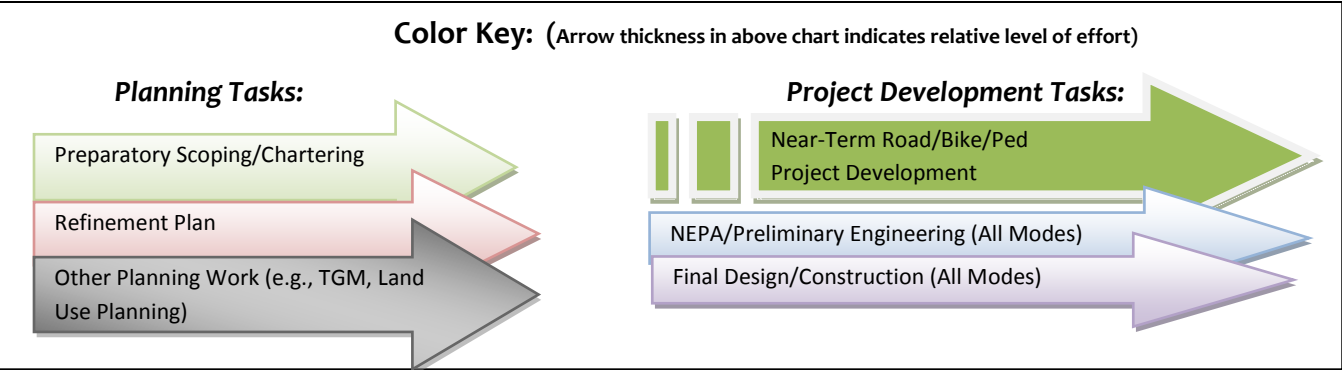 Color Key: (Arrow thickness in above chart indicates relative level of effort)
Planning Tasks:
Preparatory Scoping/Chartering
Refinement Plan
Other Planning Work (e.g., TGM, Land
Use Planning)
Project Development Tasks:
Near-Term Road/Bike/Ped
Project Development
NEPA/Preliminary Engineering (All Modes)
Final Design/Construction (All Modes)